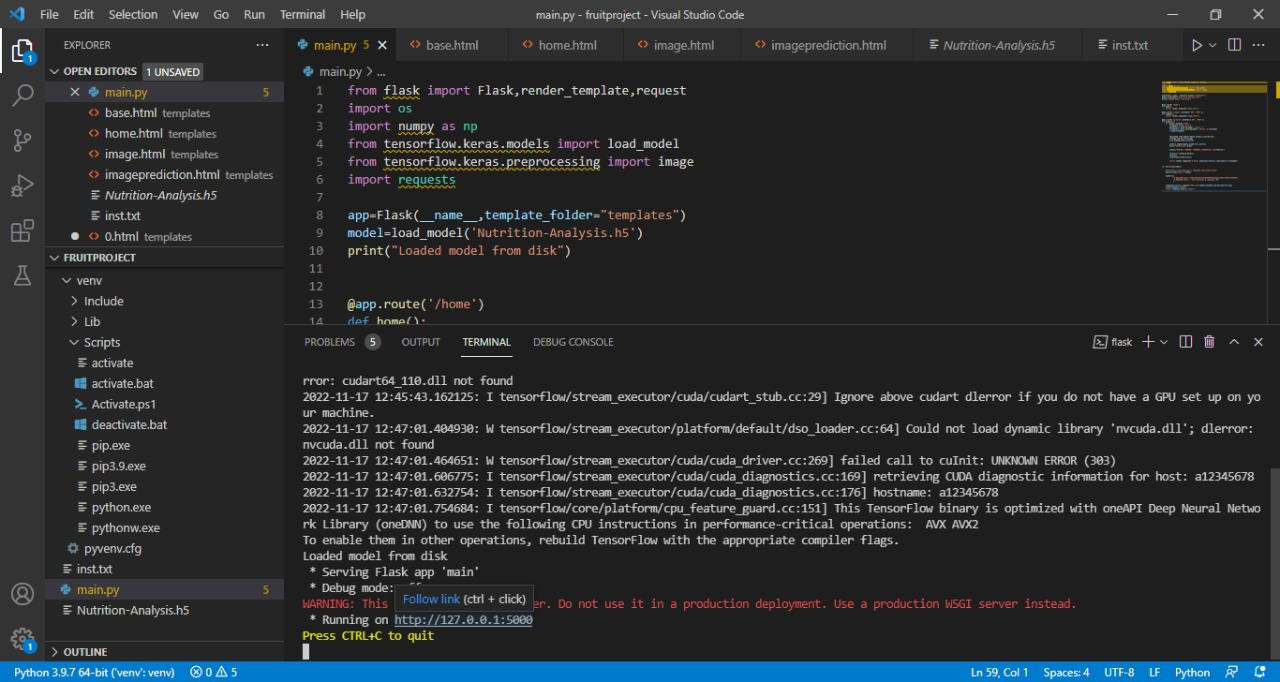 File Edit Selection View Go Run Terminal Help main.py - fruitproject - Visual Studio Code
EXPLORER
OPEN EDITORS 1 UNSAVED
main.py 5
base.html templates
home.html templates
image.html templates
imageprediction.html templates
Nutrition-Analysis.h5
inst.txt
0.html templates
FRUITPROJECT
venv
Include
Lib
Scripts
activate
activate.bat
Activate.ps1
deactivate.bat
pip.exe
pip3.9.exe
pip3.exe
python.exe
pythonw.exe
pyvenv.cfg
inst.txt
main.py 5
Nutrition-Analysis.h5
OUTLINE
1
1
main.py 5 base.html home.html image.html imageprediction.html Nutrition-Analysis.h5 inst.txt
main.py > ...
1 from flask import Flask,render_template,request
2 import os
3 import numpy as np
4 from tensorflow.keras.models import load_model
5 from tensorflow.keras.preprocessing import image
6 import requests
7
8 app=Flask(__name__,template_folder="templates")
9 model=load_model('Nutrition-Analysis.h5')
10 print("Loaded model from disk")
11
12
13 @app.route('/home')
14 def home():
PROBLEMS 5 OUTPUT TERMINAL DEBUG CONSOLE flask
rror: cudart64_110.dll not found
2022-11-17 12:45:43.162125: I tensorflow/stream_executor/cuda/cudart_stub.cc:29] Ignore above cudart dlerror if you do not have a GPU set up on yo
ur machine.
2022-11-17 12:47:01.404930: W tensorflow/stream_executor/platform/default/dso_loader.cc:64] Could not load dynamic library 'nvcuda.dll'; dlerror:
nvcuda.dll not found
2022-11-17 12:47:01.464651: W tensorflow/stream_executor/cuda/cuda_driver.cc:269] failed call to cuInit: UNKNOWN ERROR (303)
2022-11-17 12:47:01.606775: I tensorflow/stream_executor/cuda/cuda_diagnostics.cc:169] retrieving CUDA diagnostic information for host: a12345678
2022-11-17 12:47:01.632754: I tensorflow/stream_executor/cuda/cuda_diagnostics.cc:176] hostname: a12345678
2022-11-17 12:47:01.754684: I tensorflow/core/platform/cpu_feature_guard.cc:151] This TensorFlow binary is optimized with oneAPI Deep Neural Netwo
rk Library (oneDNN) to use the following CPU instructions in performance-critical operations:  AVX AVX2
To enable them in other operations, rebuild TensorFlow with the appropriate compiler flags.
Loaded model from disk
* Serving Flask app 'main'
* Debug mode:
Follow link (ctrl + click)
WARNING: This er. Do not use it in a production deployment. Use a production WSGI server instead.
* Running on http://127.0.0.1:5000
Press CTRL+C to quit
Python 3.9.7 64-bit ('venv': venv) 0 5 Ln 59, Col 1 Spaces: 4 UTF-8 LF Python